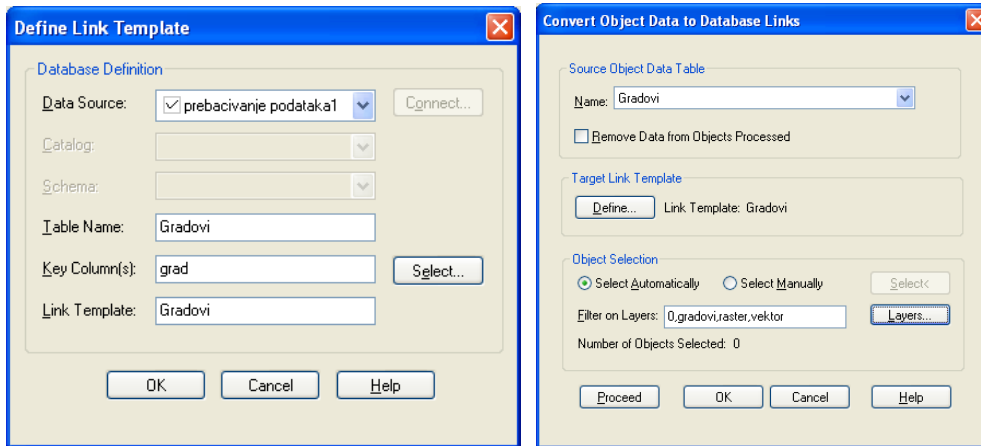 Define Link Template
Database Definition
Data Source: prebacivanje podataka1 Connect...
Catalog:
Schema:
Table Name: Gradovi
Key Column(s): grad Select...
Link Template: Gradovi
OK Cancel Help
Convert Object Data to Database Links
Source Object Data Table
Name: Gradovi
Remove Data from Objects Processed
Target Link Template
Define... Link Template: Gradovi
Object Selection
Select Automatically Select Manually Select<
Filter on Layers: 0,gradovi,raster,vektor Layers...
Number of Objects Selected: 0
Proceed OK Cancel Help